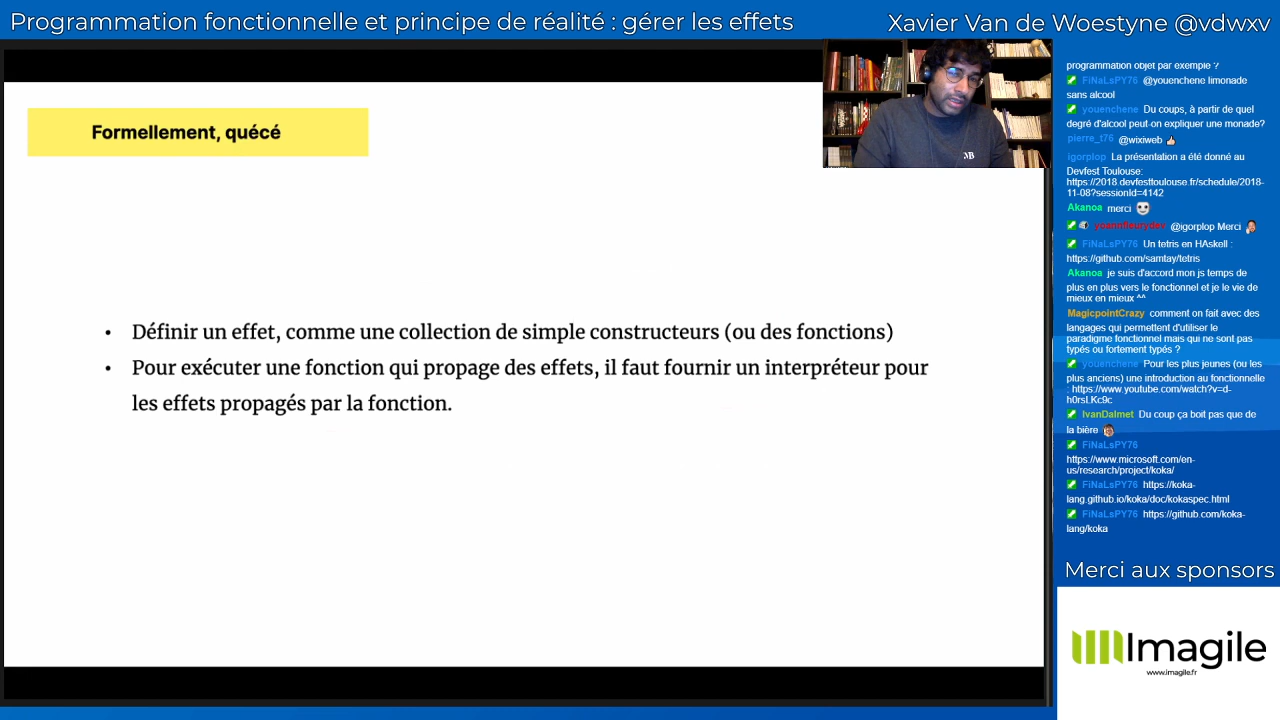 Programmation fonctionnelle et principe de réalité : gérer les effets
Xavier Van de Woestyne @vdwxv
Formellement, quécé
• Définir un effet, comme une collection de simple constructeurs (ou des fonctions)
• Pour exécuter une fonction qui propage des effets, il faut fournir un interpréteur pour
les effets propagés par la fonction.
programmation objet par exemple ?
FiNaLsPY76 @youenchene limonade
sans alcool
youenchene Du coups, à partir de quel
degré d'alcool peut-on expliquer une monade?
pierre_t76 @wixiweb
igorplop La présentation a été donné au
Devfest Toulouse:
https://2018.devfesttoulouse.fr/schedule/2018-
11-08?sessionId=4142
Akanoa merci
yoannfleurydev @igorplop Merci
FiNaLsPY76 Un tetris en HAskell :
https://github.com/samtay/tetris
Akanoa je suis d'accord mon js temps de
plus en plus vers le fonctionnel et je le vie de
mieux en mieux ^^
MagicpointCrazy comment on fait avec des
langages qui permettent d'utiliser le
paradigme fonctionnel mais qui ne sont pas
typés ou fortement typés ?
youenchene Pour les plus jeunes (ou les
plus anciens) une introduction au fonctionnelle
: https://www.youtube.com/watch?v=d-
h0rsLKc9c
IvanDalmet Du coup ça boit pas que de
la bière
FiNaLsPY76
https://www.microsoft.com/en-
us/research/project/koka/
FiNaLsPY76 https://koka-
lang.github.io/koka/doc/kokaspec.html
FiNaLsPY76 https://github.com/koka-
lang/koka
Merci aux sponsors
Imagile
www.imagile.fr